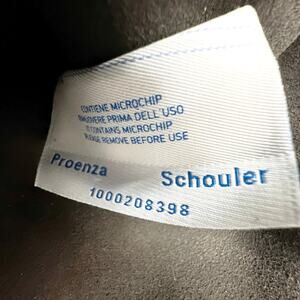 CONTIENE MICROCHIP
RIMUOVERE PRIMA DELL'USO
IT CONTAINS MICROCHIP
PLEASE REMOVE BEFORE USE
Proenza Schouler
1000208398